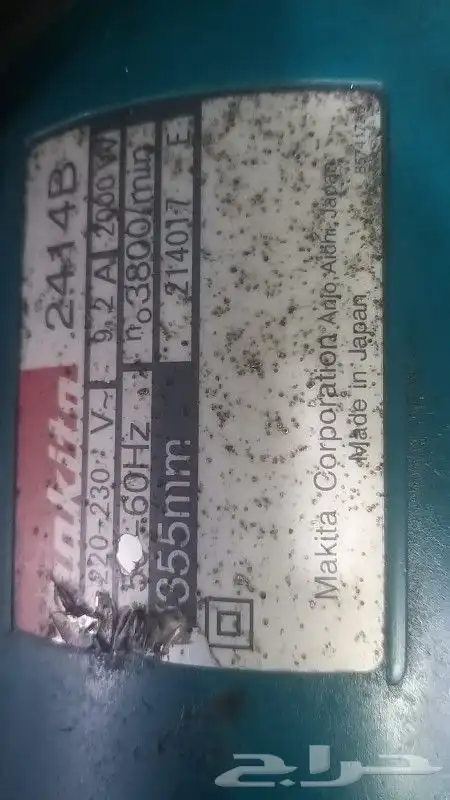 makita 2414B
220-230 V~ 9.2 A 2000 W
50-60Hz n₀3800/min
355mm 214017 E
Makita Corporation Anjo, Aichi, Japan
Made in Japan
حراج